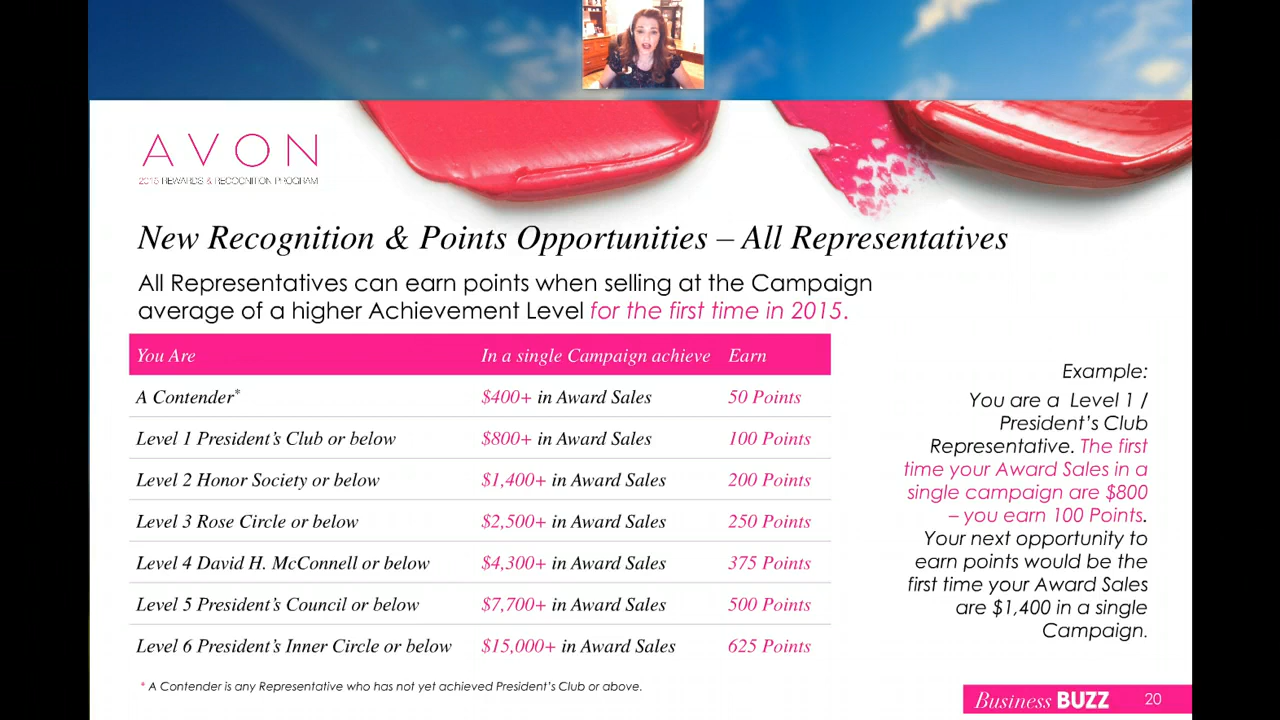 AVON
2015 REWARDS & RECOGNITION PROGRAM
New Recognition & Points Opportunities – All Representatives
All Representatives can earn points when selling at the Campaign
average of a higher Achievement Level for the first time in 2015.
You Are In a single Campaign achieve Earn
A Contender* $400+ in Award Sales 50 Points
Level 1 President’s Club or below $800+ in Award Sales 100 Points
Level 2 Honor Society or below $1,400+ in Award Sales 200 Points
Level 3 Rose Circle or below $2,500+ in Award Sales 250 Points
Level 4 David H. McConnell or below $4,300+ in Award Sales 375 Points
Level 5 President’s Council or below $7,700+ in Award Sales 500 Points
Level 6 President’s Inner Circle or below $15,000+ in Award Sales 625 Points
Example:
You are a Level 1 /
President’s Club
Representative. The first
time your Award Sales in a
single campaign are $800
– you earn 100 Points.
Your next opportunity to
earn points would be the
first time your Award Sales
are $1,400 in a single
Campaign.
* A Contender is any Representative who has not yet achieved President’s Club or above.
Business BUZZ 20